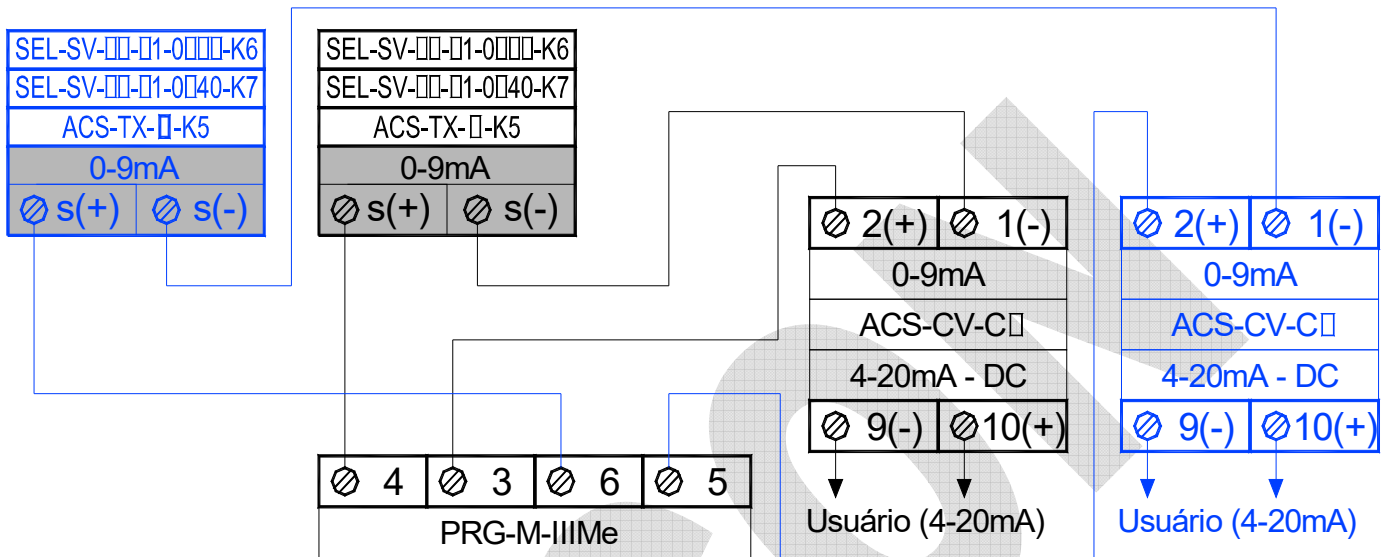 SEL-SV-▯▯-▯1-0▯▯▯-K6
SEL-SV-▯▯-▯1-0▯40-K7
ACS-TX-▯-K5
0-9mA
s(+) s(-)
SEL-SV-▯▯-▯1-0▯▯▯-K6
SEL-SV-▯▯-▯1-0▯40-K7
ACS-TX-▯-K5
0-9mA
s(+) s(-)
2(+) 1(-)
0-9mA
ACS-CV-C▯
4-20mA - DC
9(-) 10(+)
Usuário (4-20mA)
2(+) 1(-)
0-9mA
ACS-CV-C▯
4-20mA - DC
9(-) 10(+)
Usuário (4-20mA)
4 3 6 5
PRG-M-IIIMe